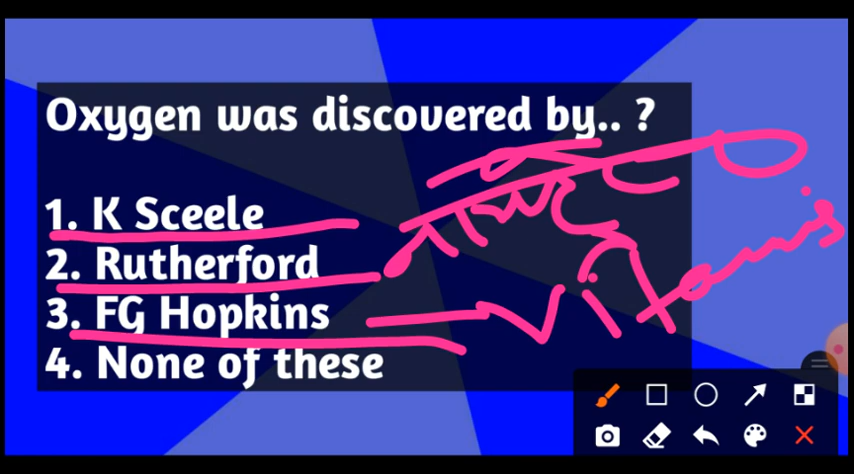 Oxygen was discovered by.. ?
1. K Sceele
2. Rutherford
3. FG Hopkins
4. None of these